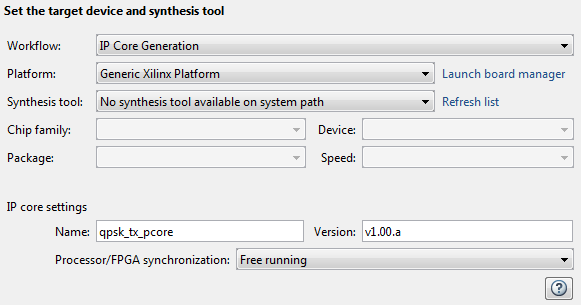 Set the target device and synthesis tool
Workflow: IP Core Generation
Platform: Generic Xilinx Platform Launch board manager
Synthesis tool: No synthesis tool available on system path Refresh list
Chip family: Device:
Package: Speed:
IP core settings
Name: qpsk_tx_pcore Version: v1.00.a
Processor/FPGA synchronization: Free running
?